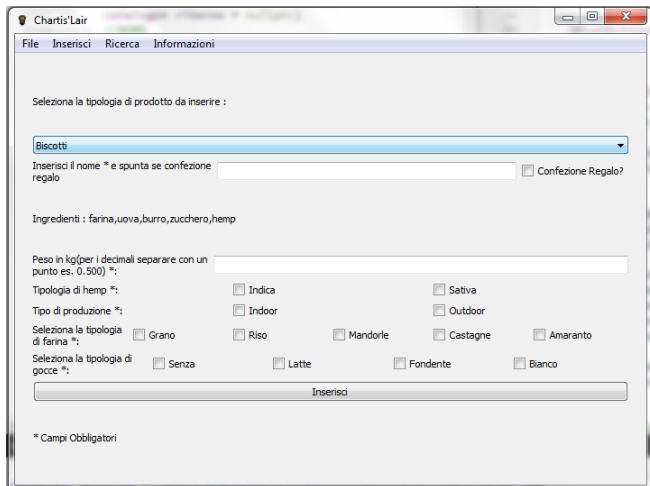 Chartis'Lair
File Inserisci Ricerca Informazioni
Seleziona la tipologia di prodotto da inserire :
Biscotti
Inserisci il nome * e spunta se confezione
regalo
Confezione Regalo?
Ingredienti : farina,uova,burro,zucchero,hemp
Peso in kg(per i decimali separare con un
punto es. 0.500) *:
Tipologia di hemp *: Indica Sativa
Tipo di produzione *: Indoor Outdoor
Seleziona la tipologia
di farina *:
Grano Riso Mandorle Castagne Amaranto
Seleziona la tipologia di
gocce *:
Senza Latte Fondente Bianco
Inserisci
* Campi Obbligatori